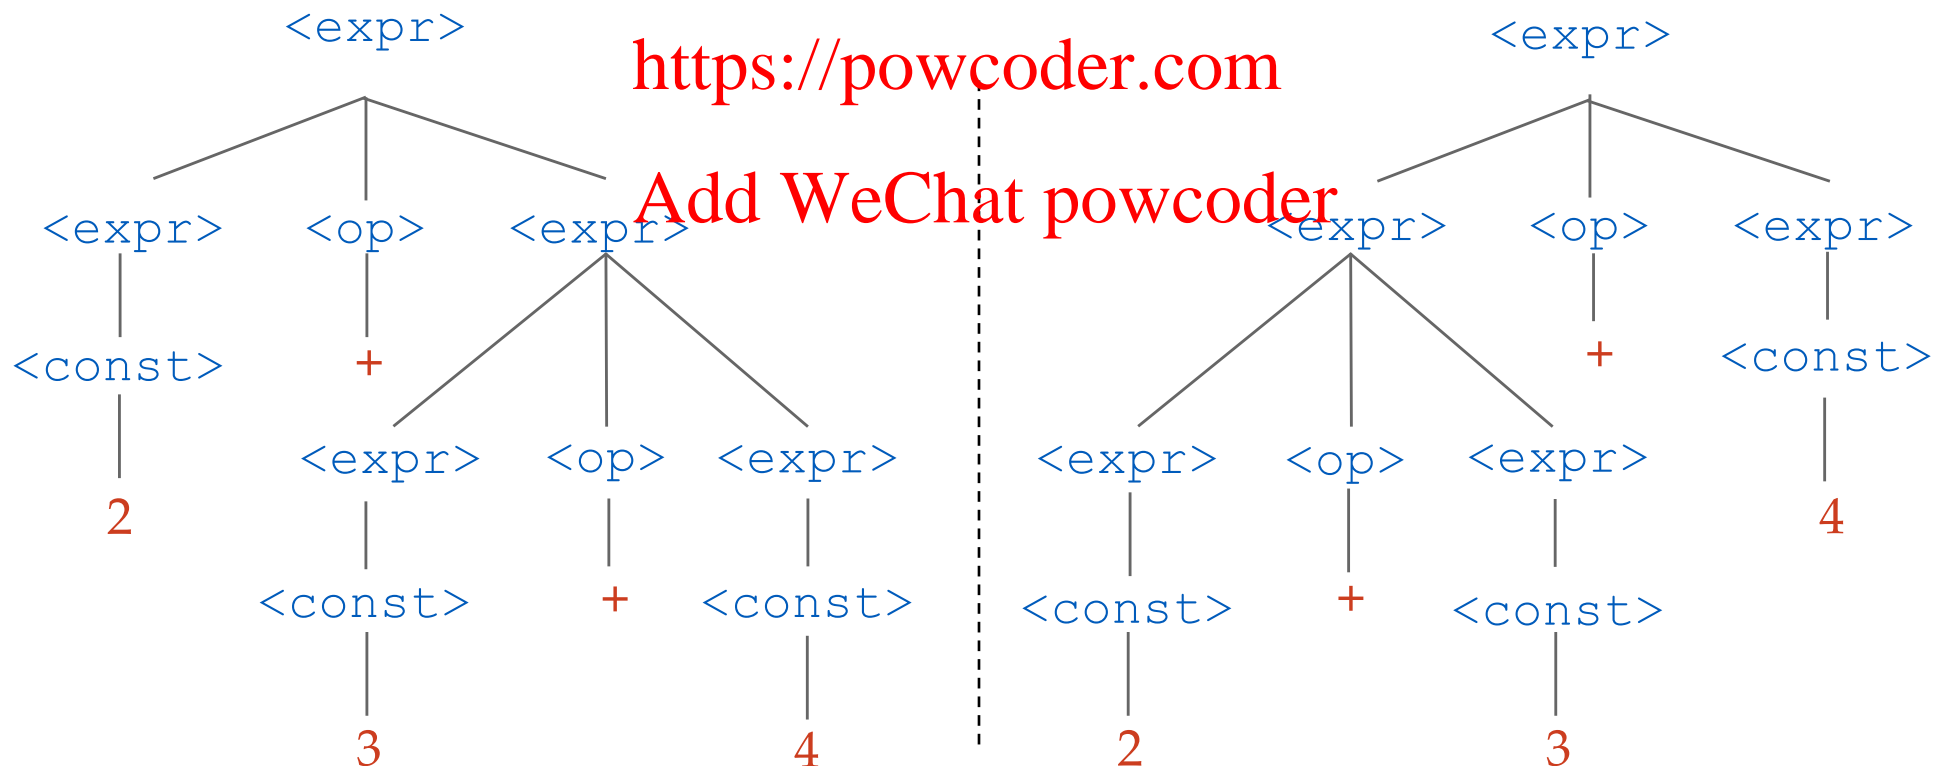 <expr> https://powcoder.com <expr>
Add WeChat powcoder
<expr> <op> <expr> <expr> <op> <expr>
<const> + + <const>
<expr> <op> <expr> <expr> <op> <expr>
2 4
<const> + <const> <const> + <const>
3 4 2 3